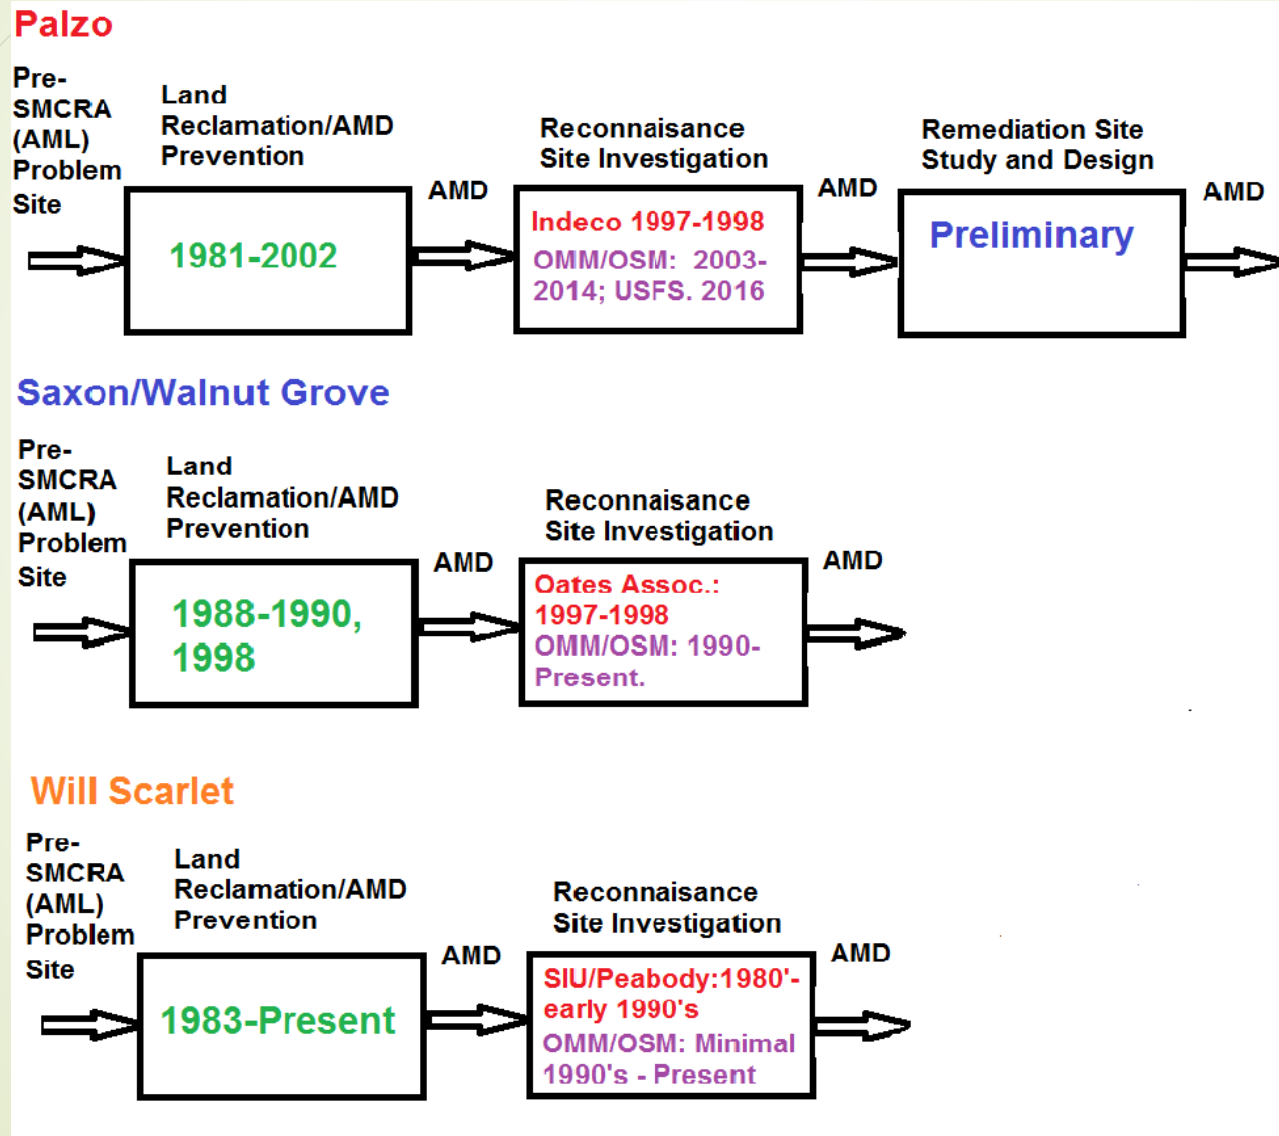 Palzo
Pre-
SMCRA
(AML)
Problem
Site
Land
Reclamation/AMD
Prevention
1981-2002
AMD
Reconnaisance
Site Investigation
Indeco 1997-1998
OMM/OSM: 2003-
2014; USFS. 2016
AMD
Remediation Site
Study and Design
Preliminary
AMD
Saxon/Walnut Grove
Pre-
SMCRA
(AML)
Problem
Site
Land
Reclamation/AMD
Prevention
1988-1990,
1998
AMD
Reconnaisance
Site Investigation
Oates Assoc.:
1997-1998
OMM/OSM: 1990-
Present.
AMD
Will Scarlet
Pre-
SMCRA
(AML)
Problem
Site
Land
Reclamation/AMD
Prevention
1983-Present
AMD
Reconnaisance
Site Investigation
SIU/Peabody:1980'-
early 1990's
OMM/OSM: Minimal
1990's - Present
AMD